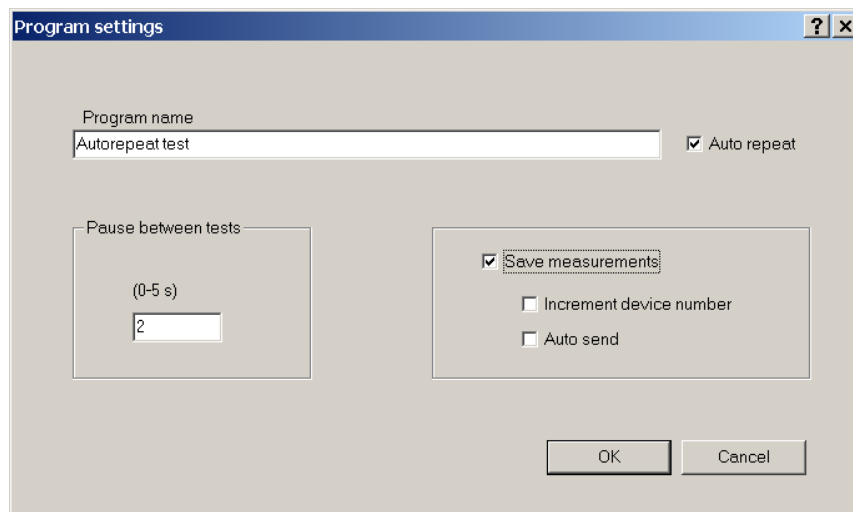 Program settings
Program name
Autorepeat test
Auto repeat
Pause between tests
(0-5 s)
2
Save measurements
Increment device number
Auto send
OK
Cancel